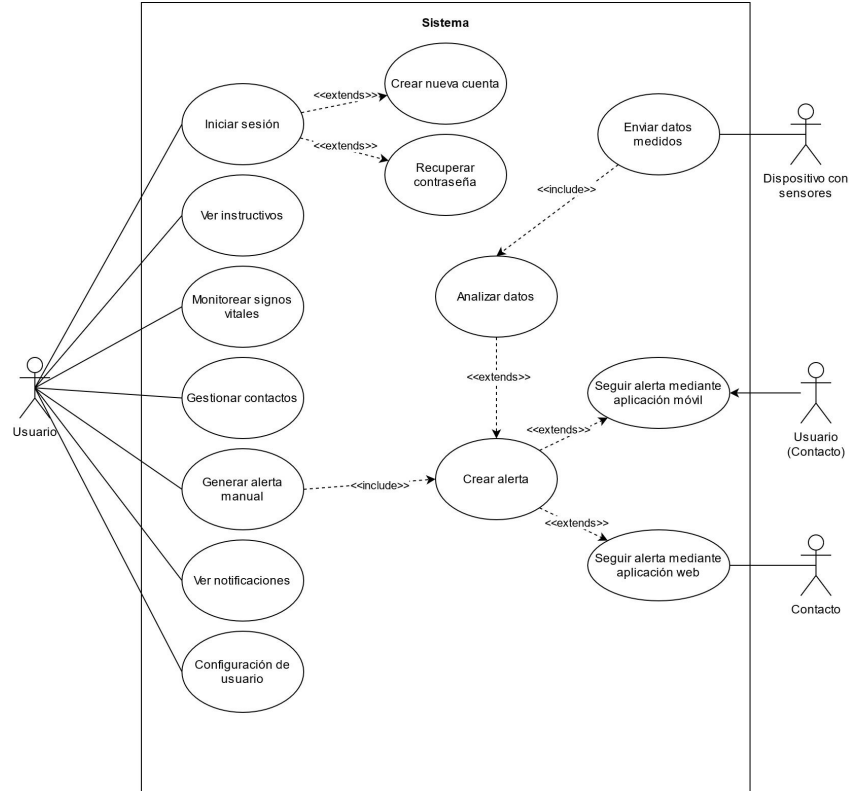 Sistema
Crear nueva cuenta
<<extends>>
Iniciar sesión
Enviar datos
medidos
<<extends>>
Recuperar
contraseña
Dispositivo con
sensores
<<include>>
Ver instructivos
Monitorear signos
vitales
Analizar datos
<<extends>>
Gestionar contactos
Seguir alerta mediante
aplicación móvil
Usuario
Usuario
(Contacto)
<<extends>>
Generar alerta
manual
<<include>>
Crear alerta
<<extends>>
Ver notificaciones
Seguir alerta mediante
aplicación web
Contacto
Configuración de
usuario